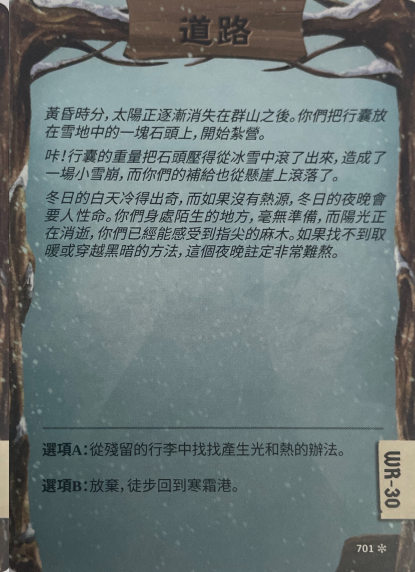 道路
黃昏時分，太陽正逐漸消失在群山之後。你們把行囊放
在雪地中的一塊石頭上，開始紮營。
咔！行囊的重量把石頭壓得從冰雪中滾了出來，造成了
一場小雪崩，而你們的補給也從懸崖上滾落了。
冬日的白天冷得出奇，而如果沒有熱源，冬日的夜晚會
要人性命。你們身處陌生的地方，毫無準備，而陽光正
在消逝，你們已經能感受到指尖的麻木。如果找不到取
暖或穿越黑暗的方法，這個夜晚註定非常難熬。
選項A：從殘留的行李中找找產生光和熱的辦法。
選項B：放棄，徒步回到寒霜港。
WR-30
701